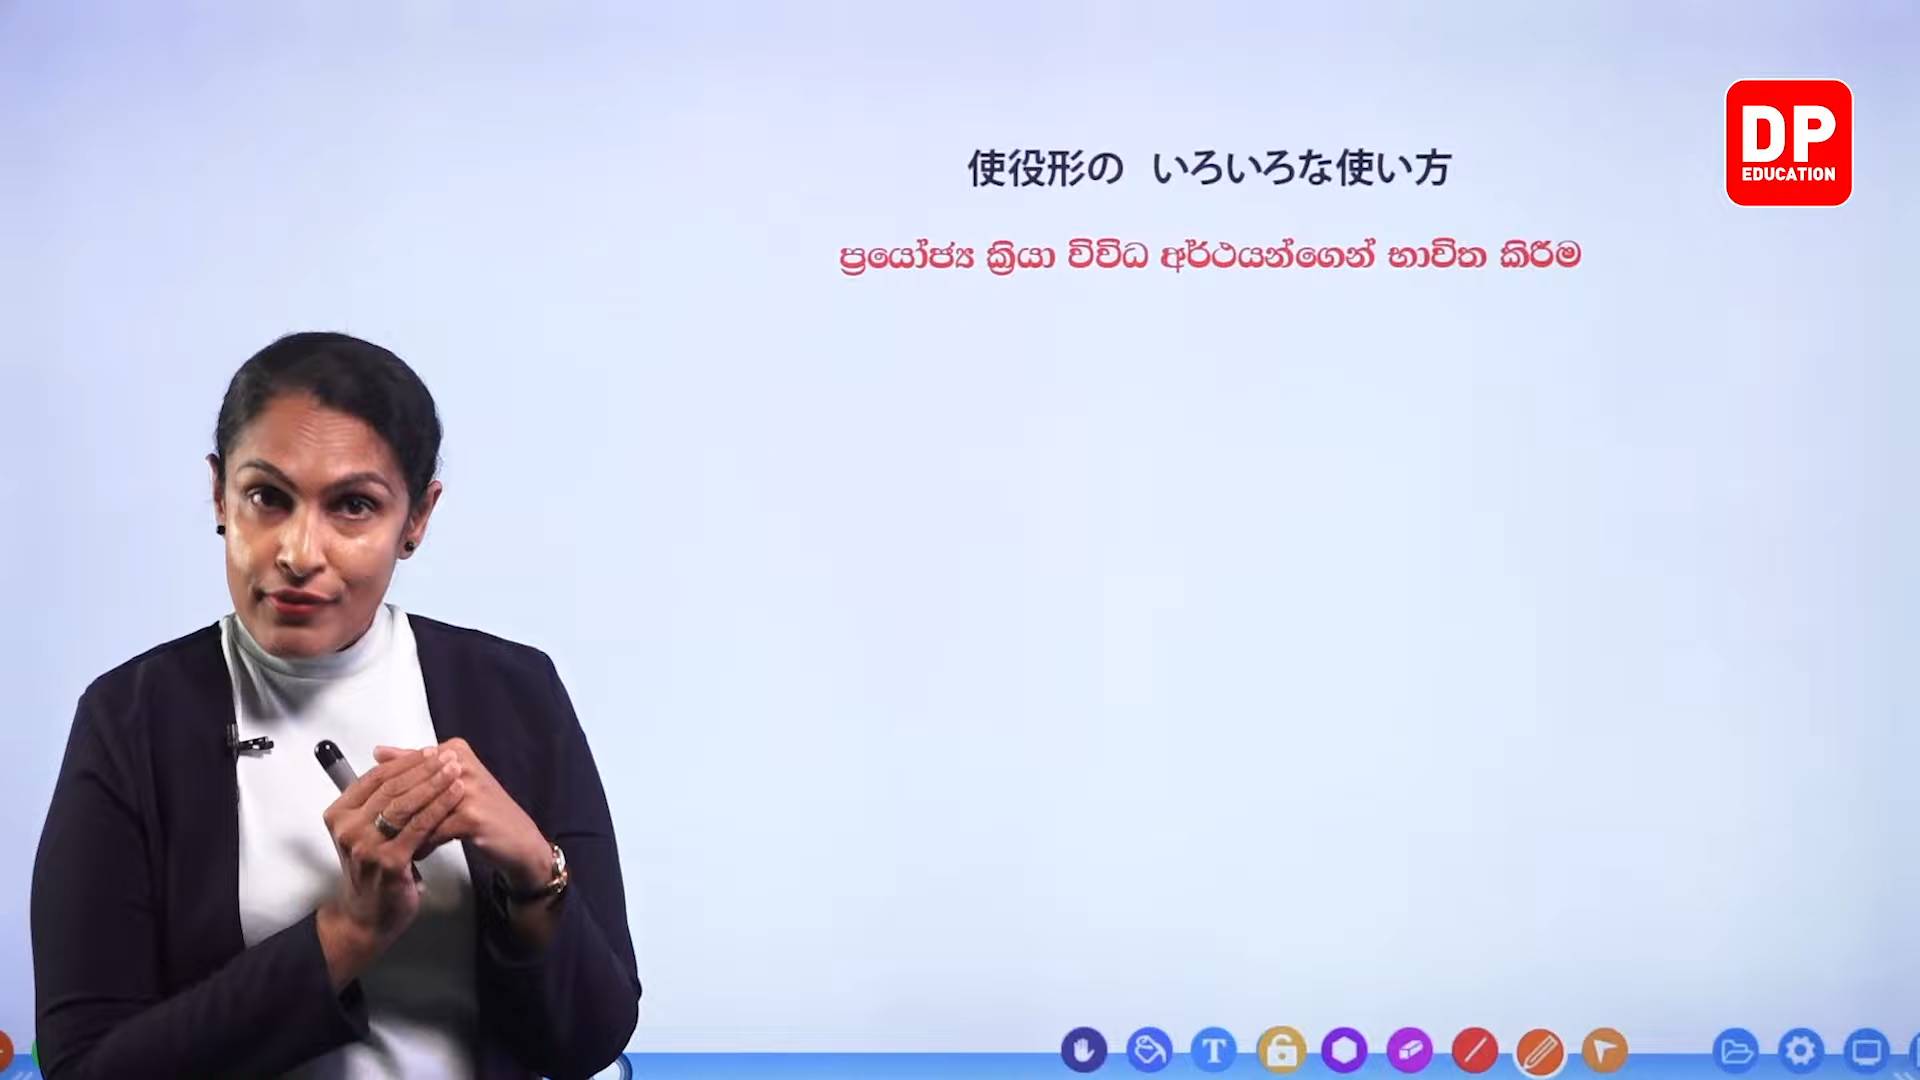 使役形の いろいろな使い方
ප්‍රයෝජ්‍ය ක්‍රියා විවිධ අර්ථයන්ගෙන් භාවිත කිරීම
DP
EDUCATION
T